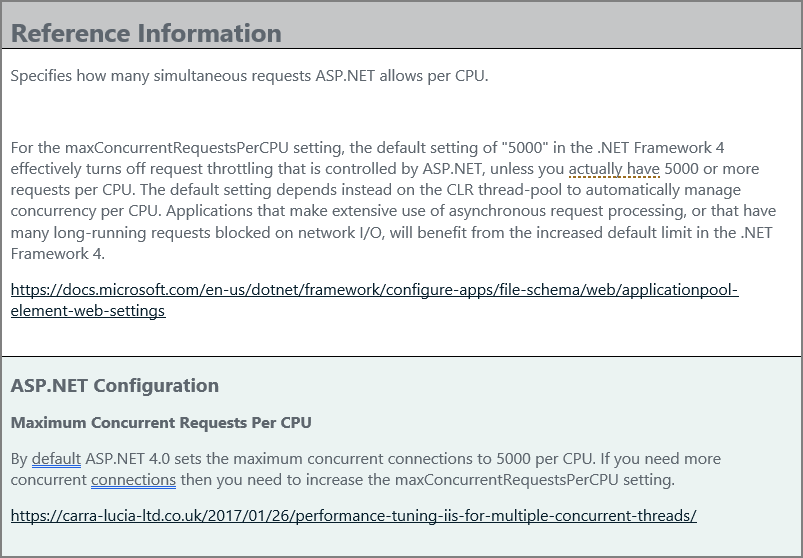 Reference Information
Specifies how many simultaneous requests ASP.NET allows per CPU.
For the maxConcurrentRequestsPerCPU setting, the default setting of "5000" in the .NET Framework 4
effectively turns off request throttling that is controlled by ASP.NET, unless you actually have 5000 or more
requests per CPU. The default setting depends instead on the CLR thread-pool to automatically manage
concurrency per CPU. Applications that make extensive use of asynchronous request processing, or that have
many long-running requests blocked on network I/O, will benefit from the increased default limit in the .NET
Framework 4.
https://docs.microsoft.com/en-us/dotnet/framework/configure-apps/file-schema/web/applicationpool-
element-web-settings
ASP.NET Configuration
Maximum Concurrent Requests Per CPU
By default ASP.NET 4.0 sets the maximum concurrent connections to 5000 per CPU. If you need more
concurrent connections then you need to increase the maxConcurrentRequestsPerCPU setting.
https://carra-lucia-ltd.co.uk/2017/01/26/performance-tuning-iis-for-multiple-concurrent-threads/